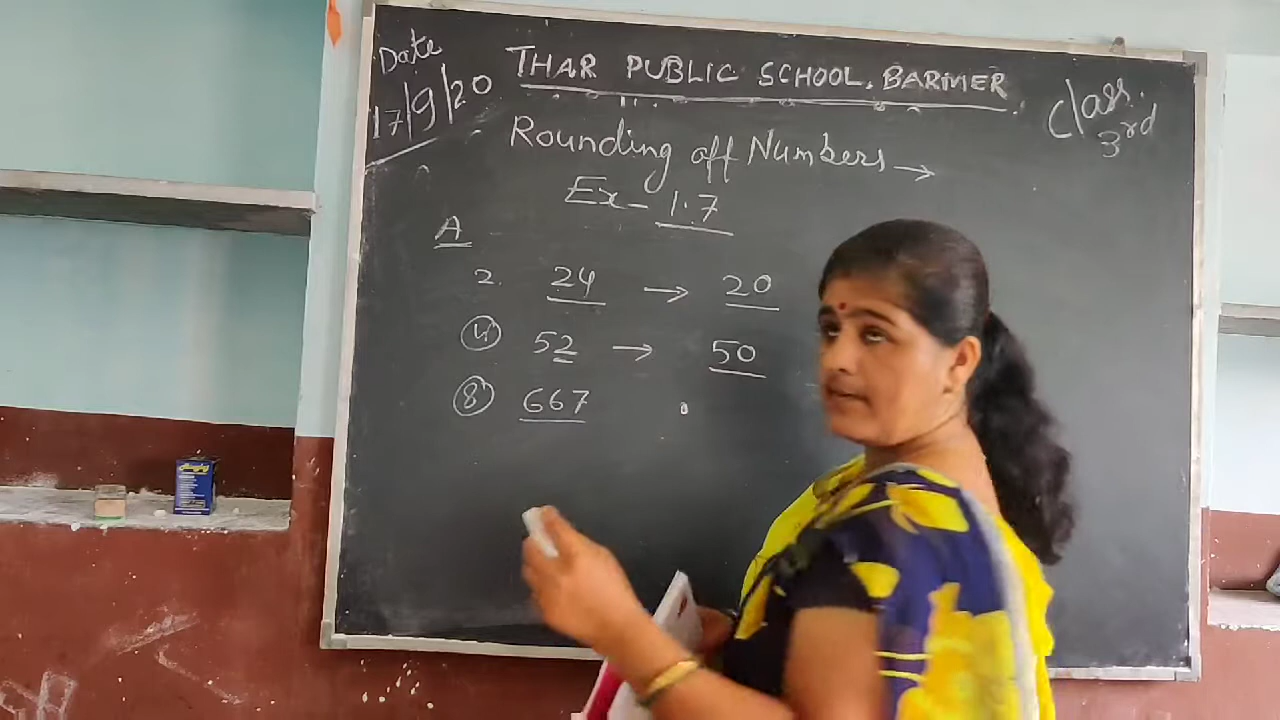 Date
17/9/20
THAR PUBLIC SCHOOL, BARMER
Class.
3rd
Rounding off Numbers →
Ex - 1.7
A
2. 24 → 20
4 52 → 50
8 667